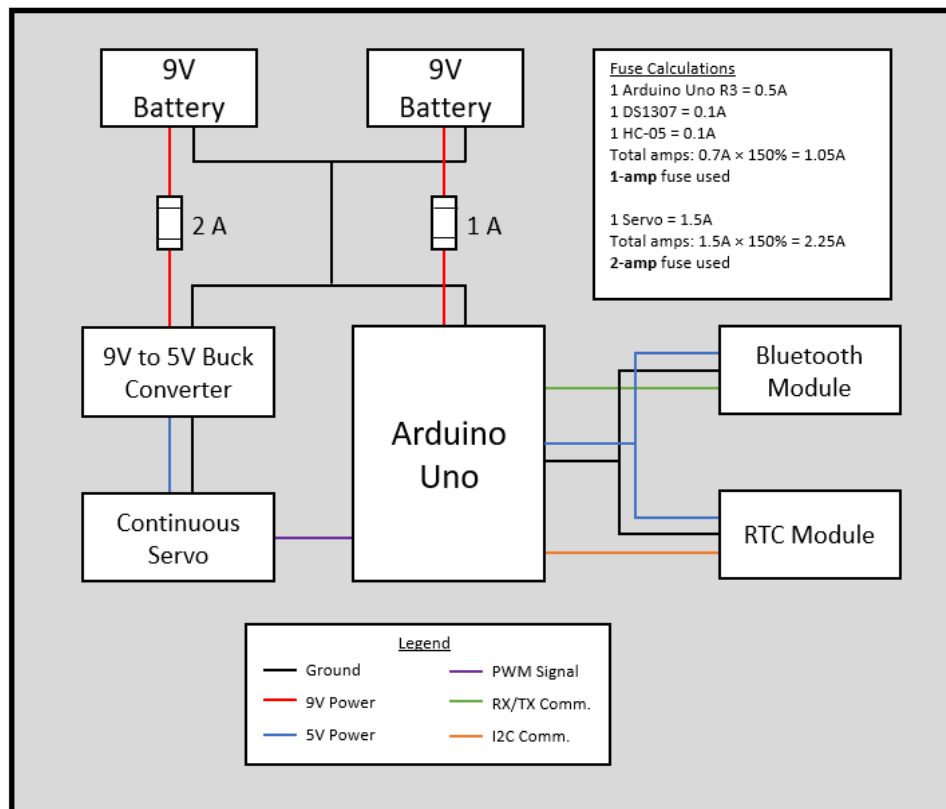 9V
Battery
9V
Battery
Fuse Calculations
1 Arduino Uno R3 = 0.5A
1 DS1307 = 0.1A
1 HC-05 = 0.1A
Total amps: 0.7A × 150% = 1.05A
1-amp fuse used
1 Servo = 1.5A
Total amps: 1.5A × 150% = 2.25A
2-amp fuse used
2 A
1 A
9V to 5V Buck
Converter
Arduino
Uno
Bluetooth
Module
Continuous
Servo
RTC Module
Legend
Ground
PWM Signal
9V Power
RX/TX Comm.
5V Power
I2C Comm.